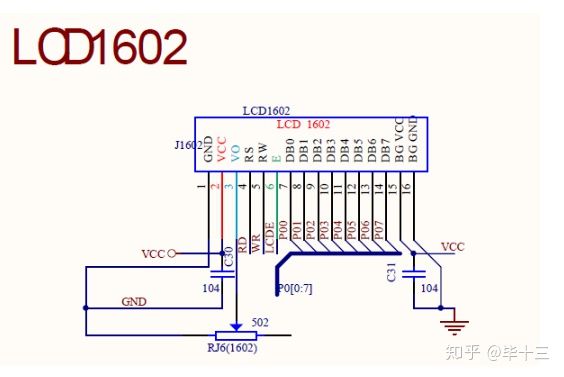 LCD1602
LCD1602
LCD 1602
J1602
GND
VCC
VO
RS
RW
E
DB0
DB1
DB2
DB3
DB4
DB5
DB6
DB7
BG VCC
BG GND
1
2
3
4
5
6
7
8
9
10
11
12
13
14
15
16
RD
WR
LCDE
P00
P01
P02
P03
P04
P05
P06
P07
VCC
C30
C31
VCC
104
P0[0:7]
104
GND
502
RJ6(1602)
知乎 @毕十三